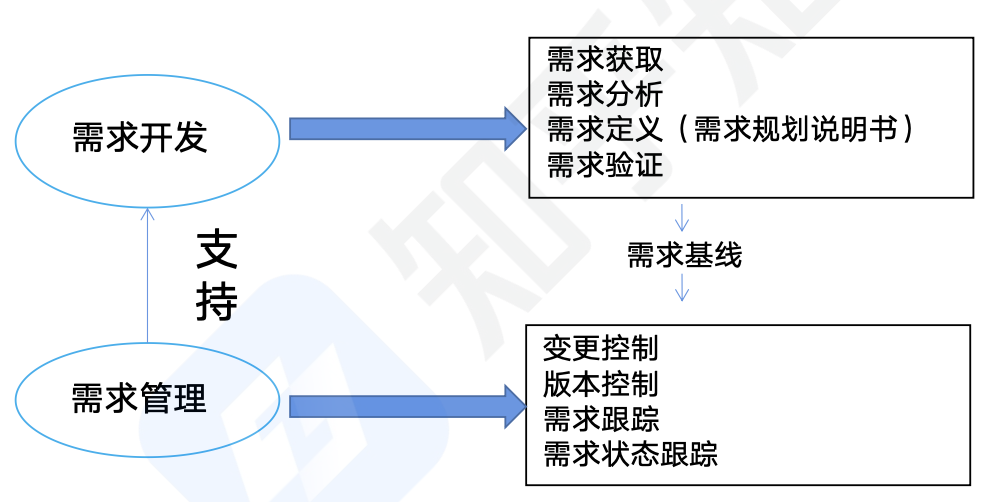 需求开发
需求获取
需求分析
需求定义（需求规划说明书）
需求验证
支
持
需求基线
需求管理
变更控制
版本控制
需求跟踪
需求状态跟踪